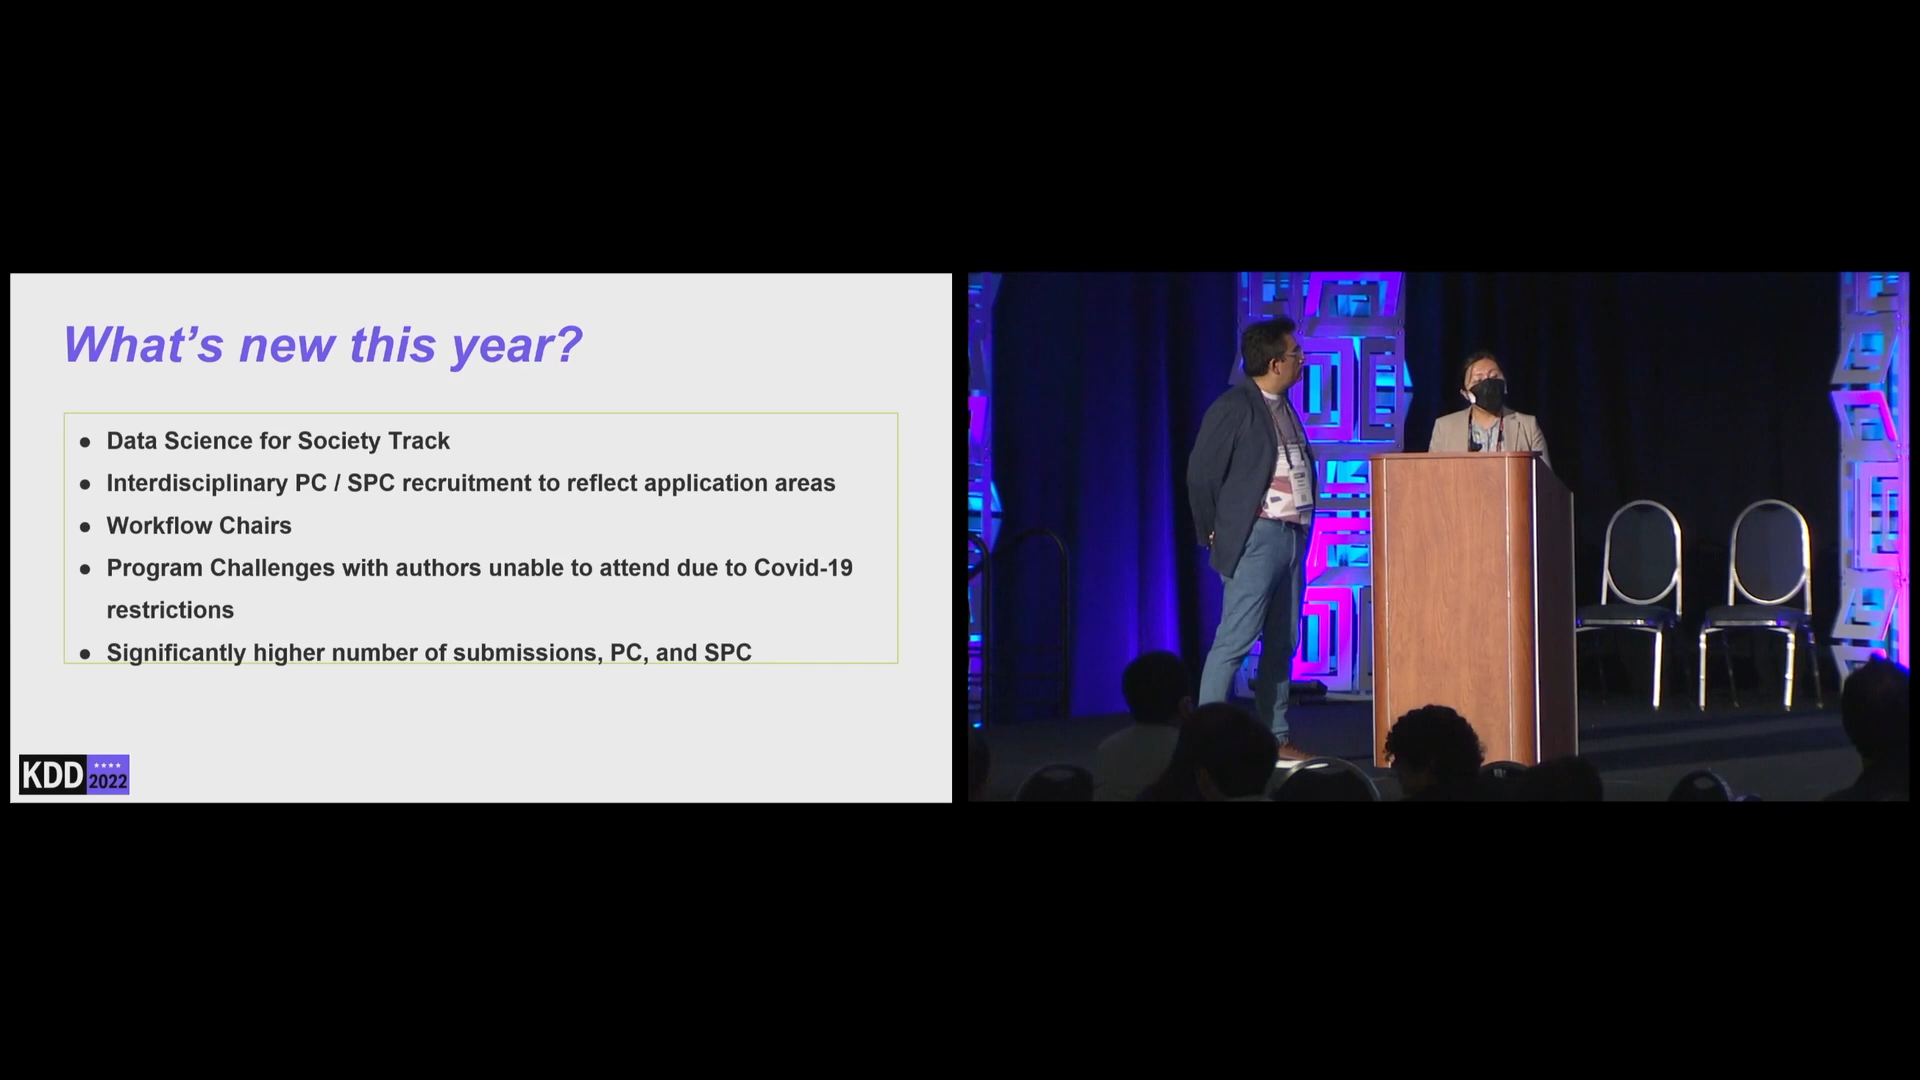 What's new this year?
● Data Science for Society Track
● Interdisciplinary PC / SPC recruitment to reflect application areas
● Workflow Chairs
● Program Challenges with authors unable to attend due to Covid-19
restrictions
● Significantly higher number of submissions, PC, and SPC
KDD 2022